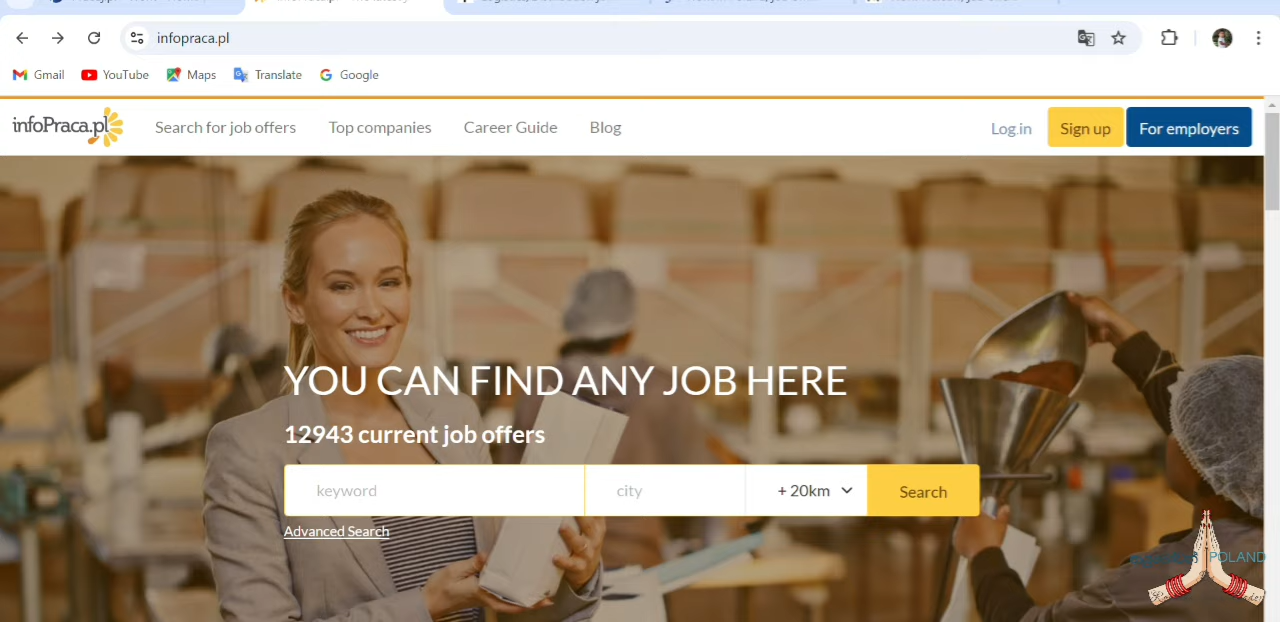 infopraca.pl
Gmail YouTube Maps Translate Google
infoPraca.pl Search for job offers Top companies Career Guide Blog Log in Sign up For employers
YOU CAN FIND ANY JOB HERE
12943 current job offers
keyword city + 20km Search
Advanced Search
POLAND